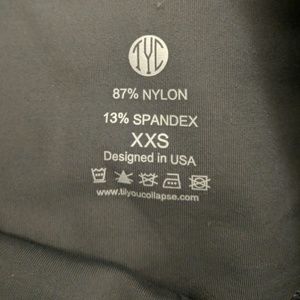 TYC
87% NYLON
13% SPANDEX
XXS
Designed in USA
www.tilyoucollapse.com